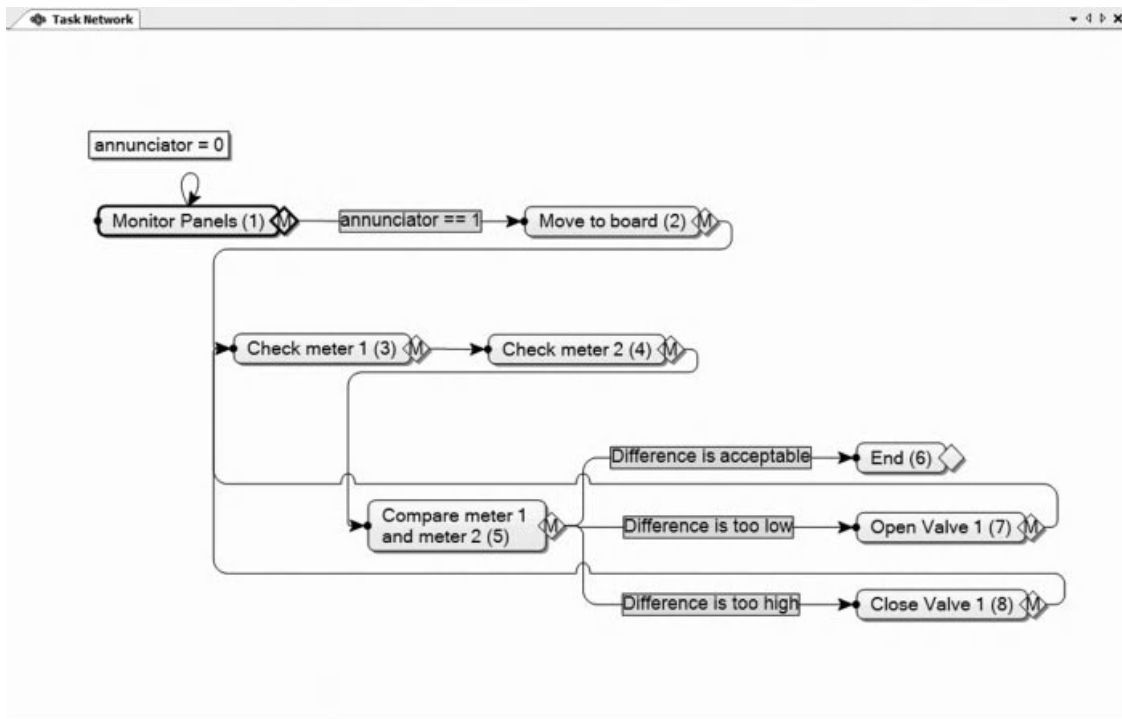 Task Network
annunciator = 0
Monitor Panels (1) M
annunciator == 1
Move to board (2) M
Check meter 1 (3) M
Check meter 2 (4) M
Difference is acceptable
End (6)
Compare meter 1
and meter 2 (5) M
Difference is too low
Open Valve 1 (7) M
Difference is too high
Close Valve 1 (8) M